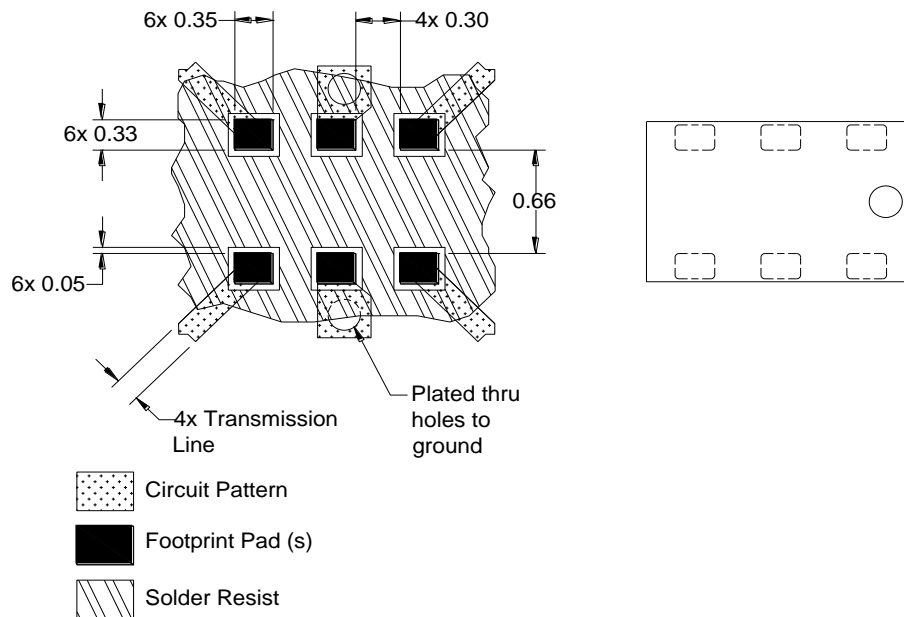 6x 0.35
4x 0.30
6x 0.33
0.66
6x 0.05
4x Transmission
Line
Plated thru
holes to
ground
Circuit Pattern
Footprint Pad (s)
Solder Resist